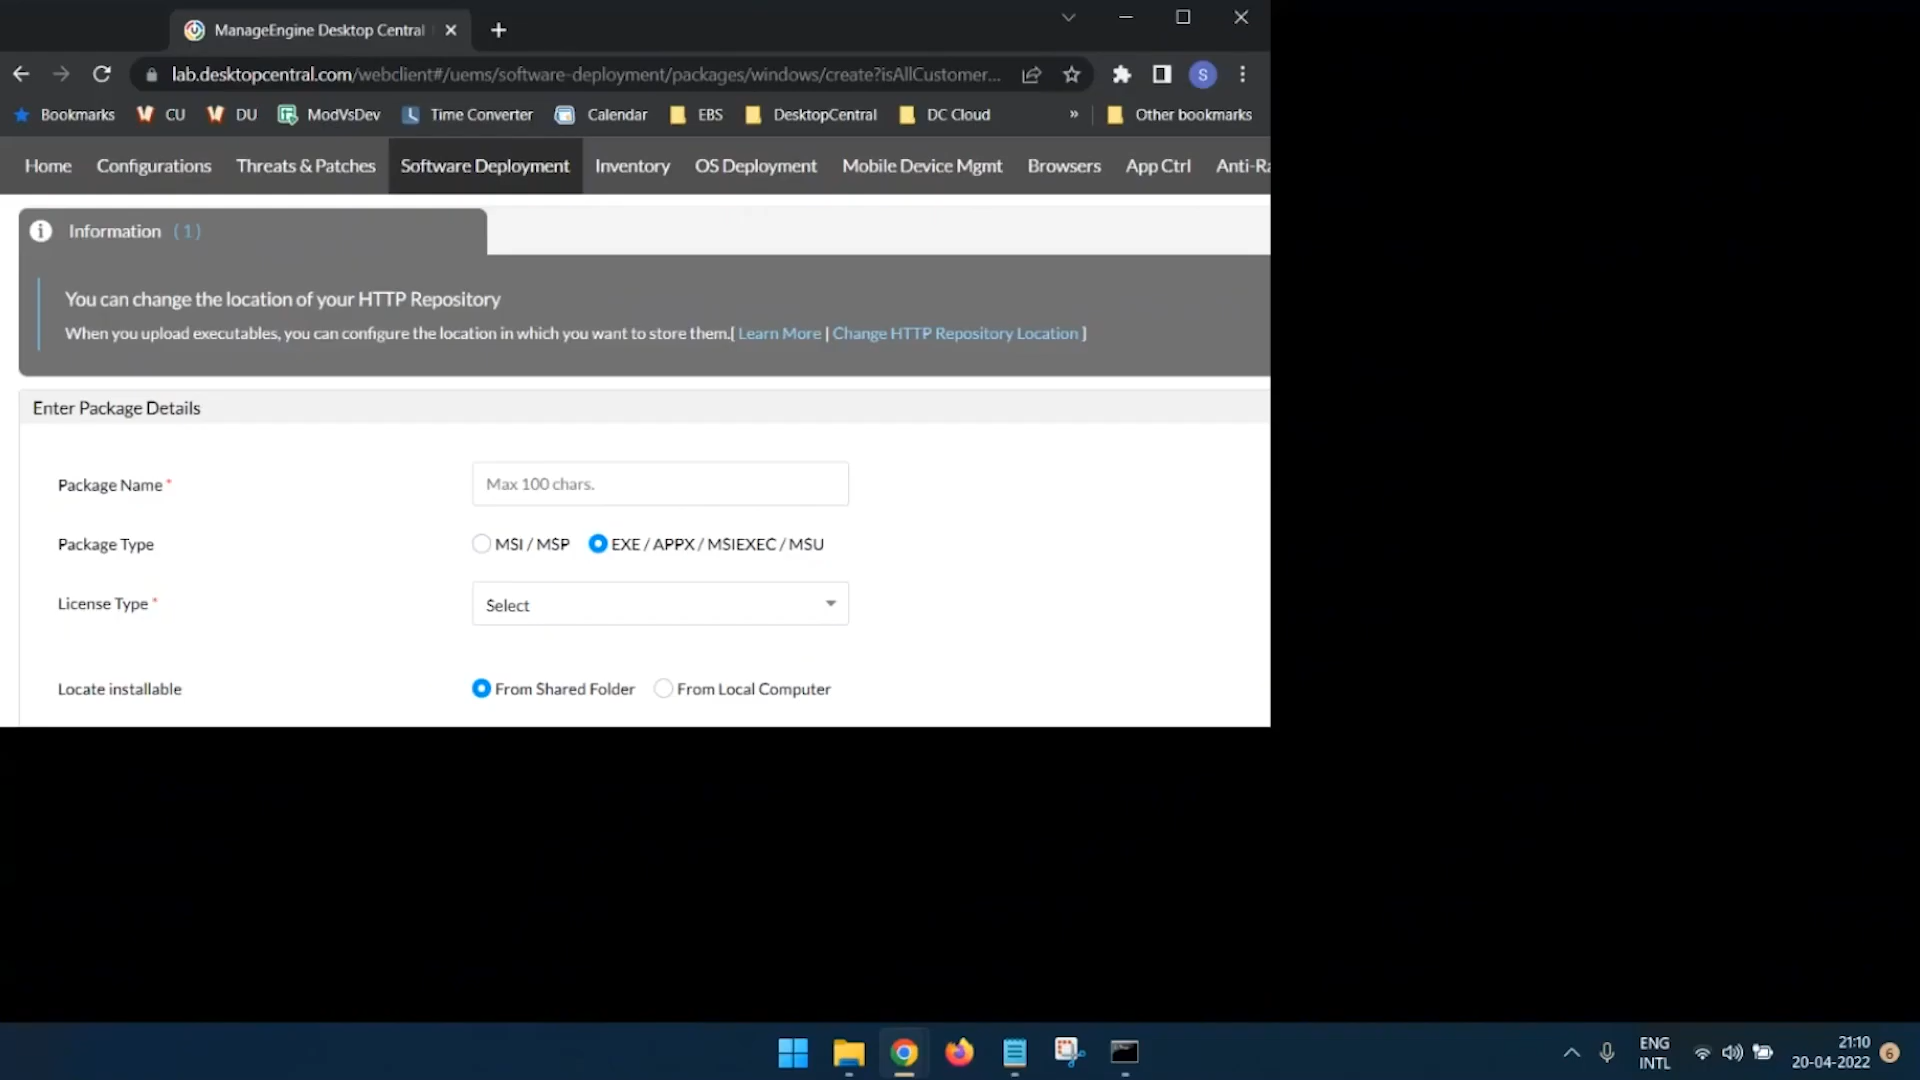 ManageEngine Desktop Central
lab.desktopcentral.com/webclient#/uems/software-deployment/packages/windows/create?isAllCustomer...
S
Bookmarks CU DU ModVsDev Time Converter Calendar EBS DesktopCentral DC Cloud » Other bookmarks
Home Configurations Threats & Patches Software Deployment Inventory OS Deployment Mobile Device Mgmt Browsers App Ctrl Anti-Ra
Information (1)
You can change the location of your HTTP Repository
When you upload executables, you can configure the location in which you want to store them.[ Learn More | Change HTTP Repository Location ]
Enter Package Details
Package Name * Max 100 chars.
Package Type MSI / MSP EXE / APPX / MSIEXEC / MSU
License Type * Select
Locate installable From Shared Folder From Local Computer
ENG 21:10
INTL 20-04-2022 6